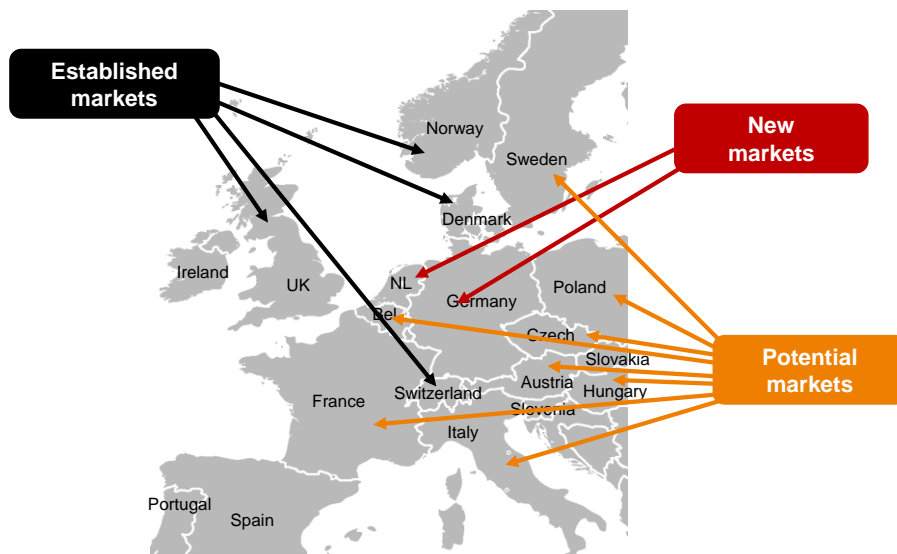 Established
markets
New
markets
Norway
Sweden
Denmark
Ireland
UK
NL
Germany
Poland
Bel
Czech
Slovakia
Potential
markets
Austria
Hungary
Switzerland
France
Slovenia
Italy
Portugal
Spain